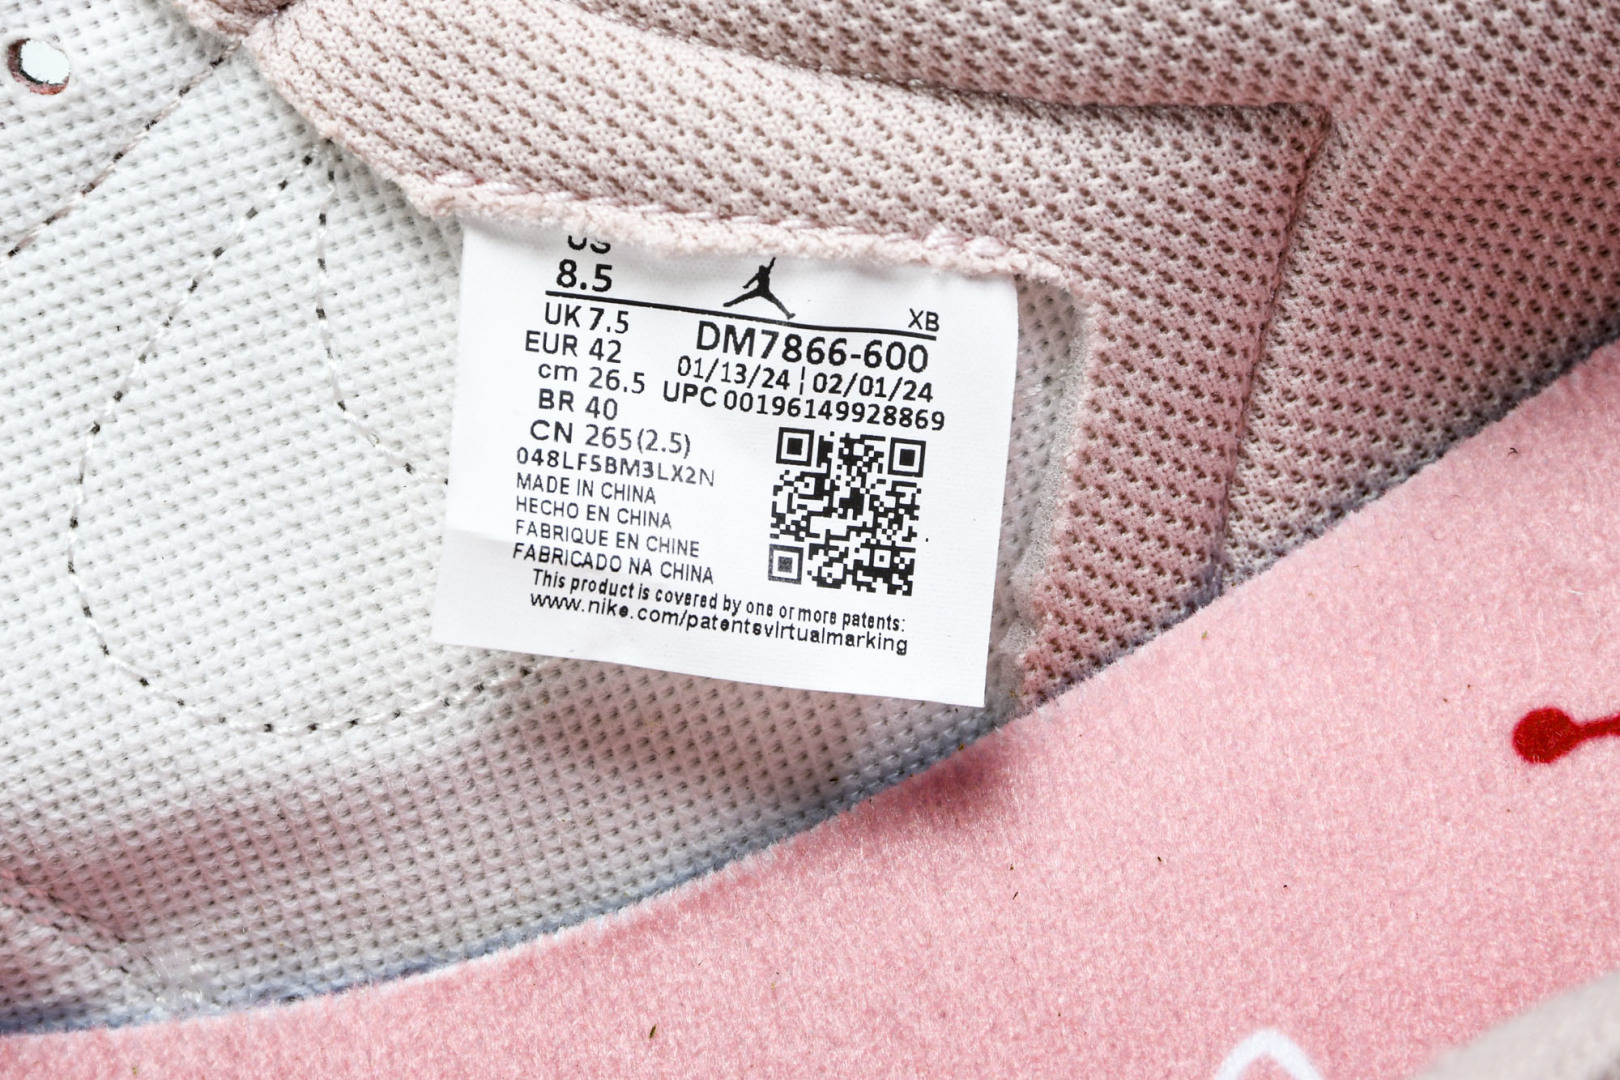 US
8.5
XB
UK 7.5
EUR 42
cm 26.5
BR 40
CN 265(2.5)
DM7866-600
01/13/24 ¦ 02/01/24
UPC 00196149928869
048LFSBM3LX2N
MADE IN CHINA
HECHO EN CHINA
FABRIQUE EN CHINE
FABRICADO NA CHINA
This product is covered by one or more patents:
www.nike.com/patentsvirtualmarking